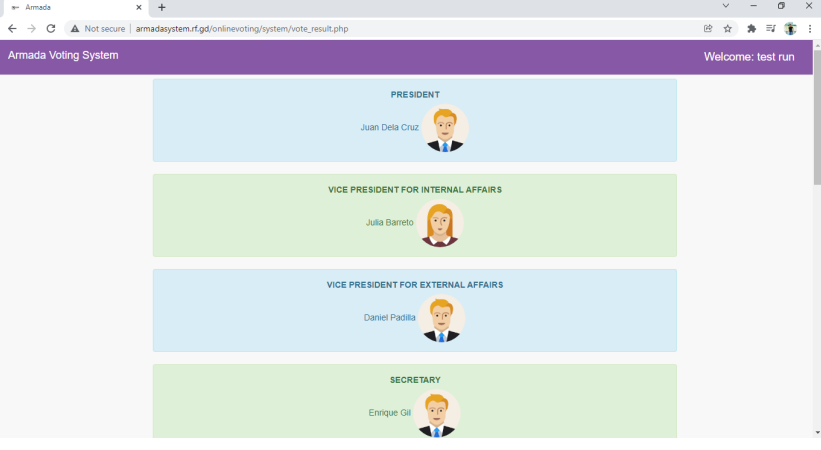 Armada
Not secure | armadasystem.rf.gd/onlinevoting/system/vote_result.php
Armada Voting System
Welcome: test run
PRESIDENT
Juan Dela Cruz
VICE PRESIDENT FOR INTERNAL AFFAIRS
Julia Barreto
VICE PRESIDENT FOR EXTERNAL AFFAIRS
Daniel Padilla
SECRETARY
Enrique Gil